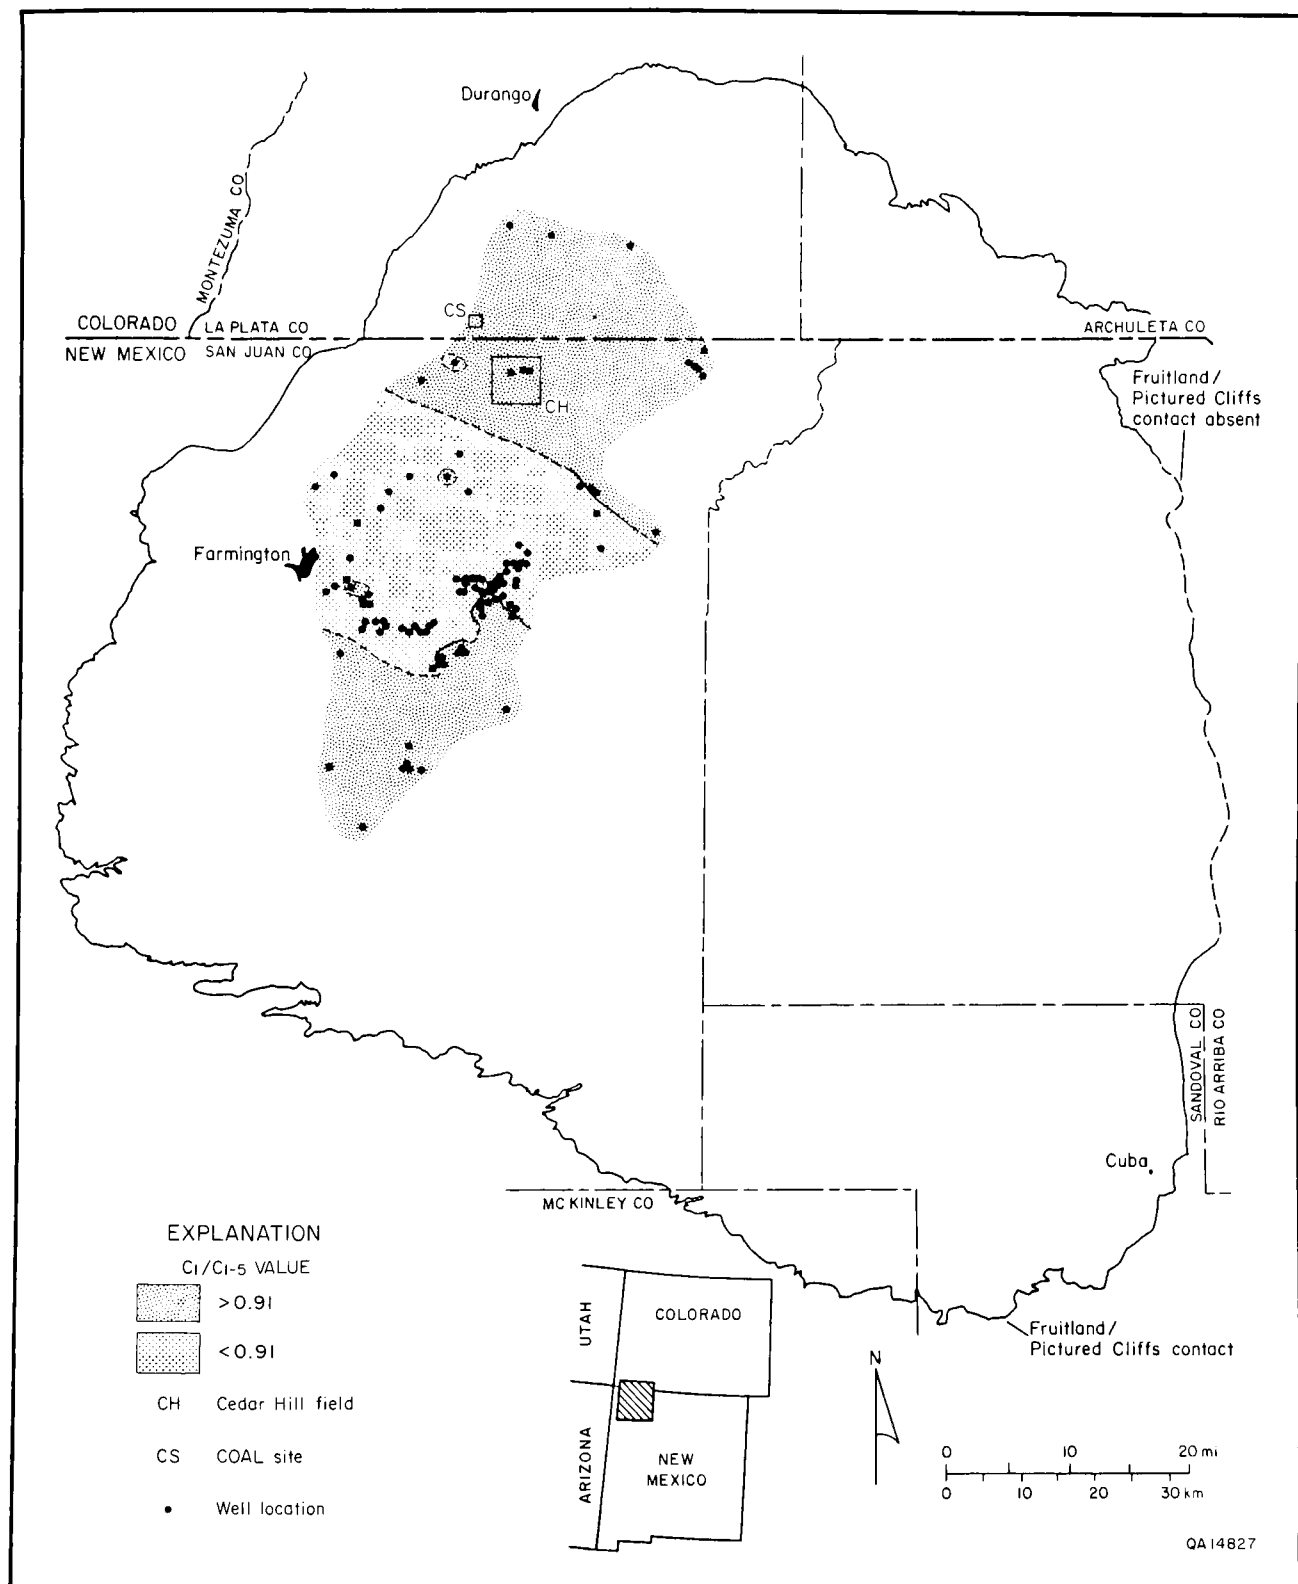 Durango
MONTEZUMA CO
CS
COLORADO
LA PLATA CO
ARCHULETA CO
NEW MEXICO
SAN JUAN CO
Fruitland/
Pictured Cliffs
contact absent
CH
Farmington
SANDOVAL CO
RIO ARRIBA CO
Cuba
MC KINLEY CO
EXPLANATION
C1/C1-5 VALUE
>0.91
<0.91
CH Cedar Hill field
CS COAL site
Well location
UTAH
COLORADO
ARIZONA
NEW
MEXICO
Fruitland/
Pictured Cliffs contact
N
0 10 20 mi
0 10 20 30 km
QA14827